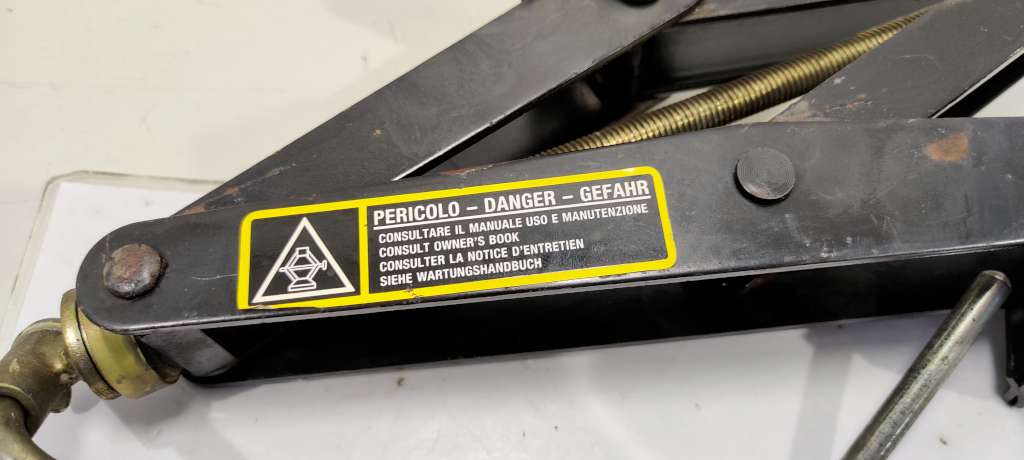 PERICOLO – DANGER – GEFAHR
CONSULTARE IL MANUALE USO E MANUTENZIONE
CONSULT OWNER'S BOOK
CONSULTER LA NOTICE D'ENTRETIEN
SIEHE WARTUNGSHANDBUCH